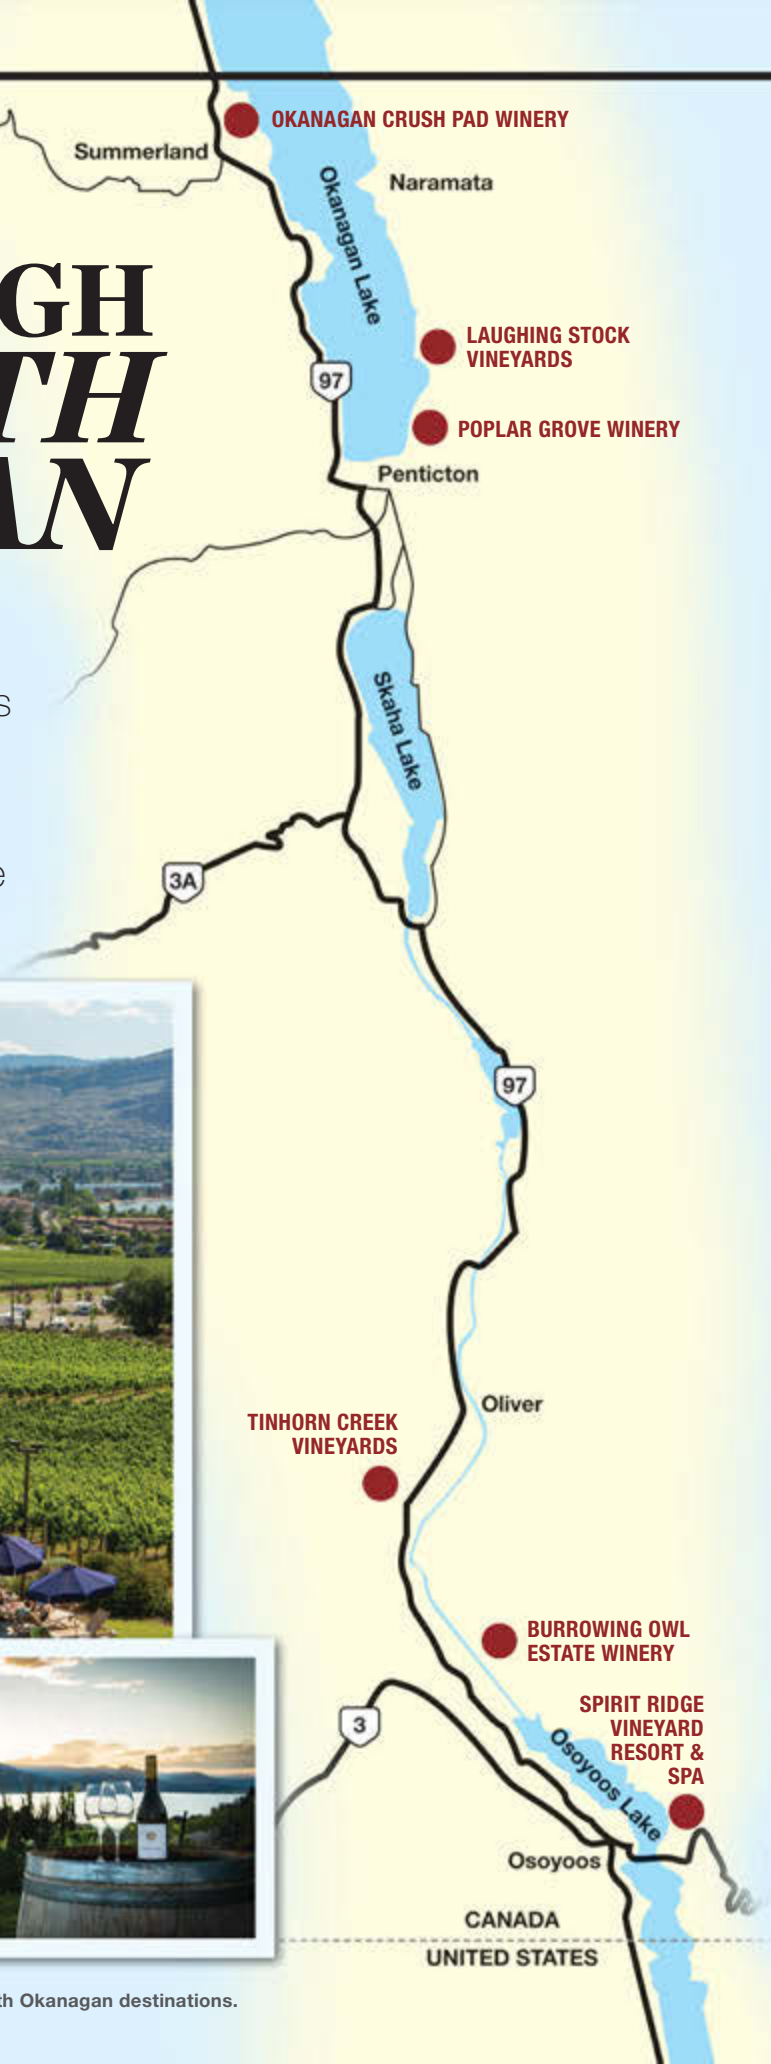 OKANAGAN CRUSH PAD WINERY
Summerland
Naramata
Okanagan Lake
GH
TH
AN
LAUGHING STOCK
VINEYARDS
97
POPLAR GROVE WINERY
Penticton
s
Skaha Lake
e
3A
97
Oliver
TINHORN CREEK
VINEYARDS
BURROWING OWL
ESTATE WINERY
SPIRIT RIDGE
VINEYARD
RESORT &
SPA
3
Osoyoos Lake
Osoyoos
CANADA
UNITED STATES
th Okanagan destinations.